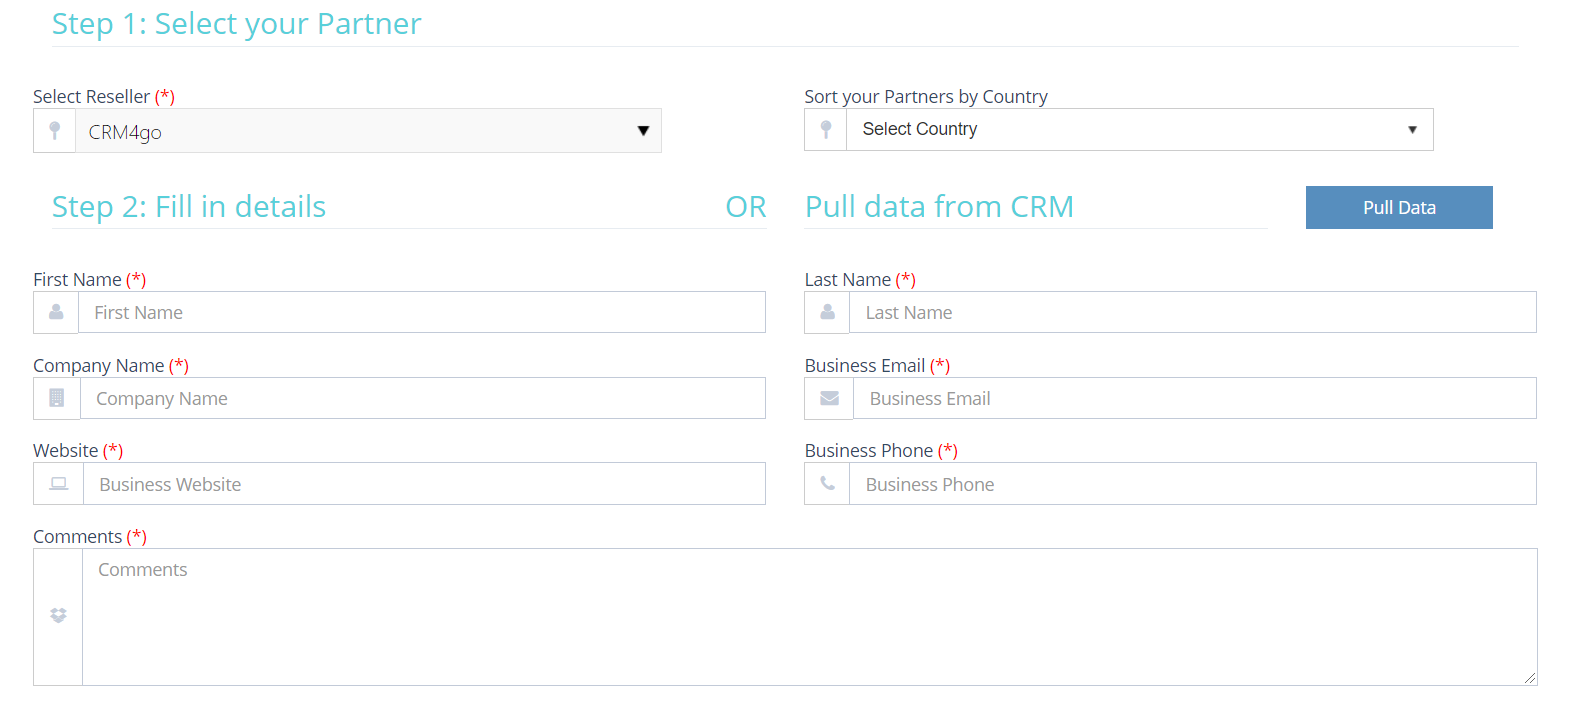 Step 1: Select your Partner
Select Reseller (*)
Sort your Partners by Country
CRM4go
Select Country
Step 2: Fill in details
OR
Pull data from CRM
Pull Data
First Name (*)
Last Name (*)
First Name
Last Name
Company Name (*)
Business Email (*)
Company Name
Business Email
Website (*)
Business Phone (*)
Business Website
Business Phone
Comments (*)
Comments